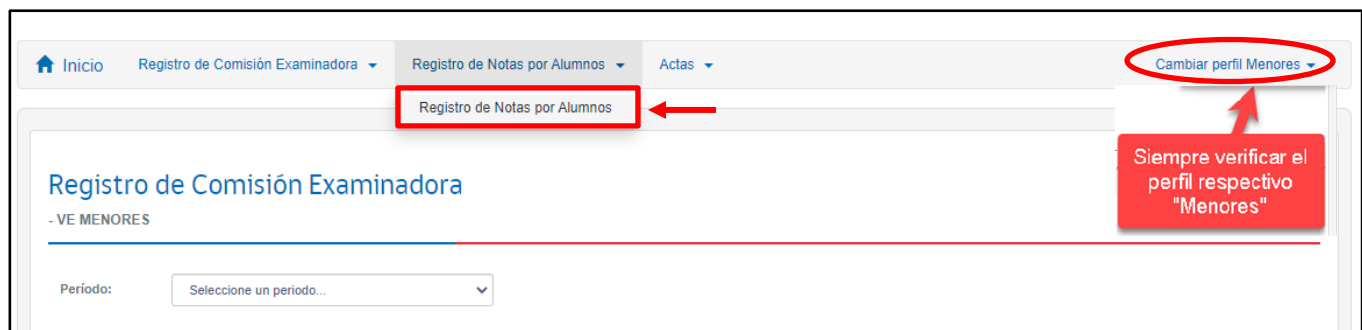 Inicio Registro de Comisión Examinadora Registro de Notas por Alumnos Actas Cambiar perfil Menores
Registro de Notas por Alumnos
Siempre verificar el
perfil respectivo
"Menores"
Registro de Comisión Examinadora
- VE MENORES
Período: Seleccione un periodo...